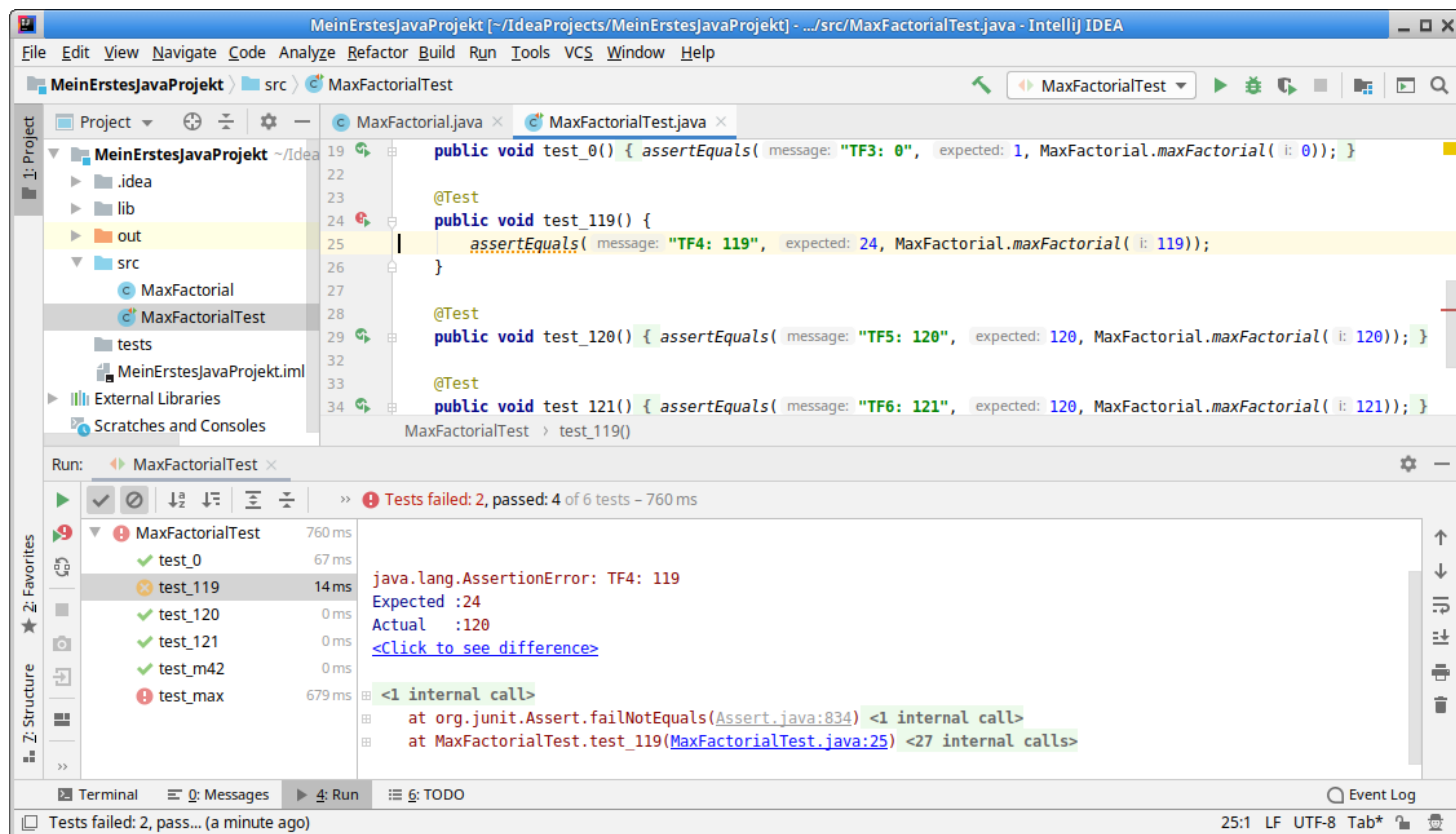 MeinErstesJavaProjekt [~/IdeaProjects/MeinErstesJavaProjekt] - .../src/MaxFactorialTest.java - IntelliJ IDEA
File Edit View Navigate Code Analyze Refactor Build Run Tools VCS Window Help
MeinErstesJavaProjekt src MaxFactorialTest MaxFactorialTest
1: Project
Project
MeinErstesJavaProjekt ~/Idea
.idea
lib
out
src
MaxFactorial
MaxFactorialTest
tests
MeinErstesJavaProjekt.iml
External Libraries
Scratches and Consoles
MaxFactorial.java MaxFactorialTest.java
19 public void test_0() { assertEquals( message: "TF3: 0", expected: 1, MaxFactorial.maxFactorial( i: 0)); }
22
23 @Test
24 public void test_119() {
25 assertEquals( message: "TF4: 119", expected: 24, MaxFactorial.maxFactorial( i: 119));
26 }
27
28 @Test
29 public void test_120() { assertEquals( message: "TF5: 120", expected: 120, MaxFactorial.maxFactorial( i: 120)); }
32
33 @Test
34 public void test_121() { assertEquals( message: "TF6: 121", expected: 120, MaxFactorial.maxFactorial( i: 121)); }
MaxFactorialTest > test_119()
Run: MaxFactorialTest
Tests failed: 2, passed: 4 of 6 tests – 760 ms
2: Favorites
7: Structure
MaxFactorialTest 760 ms
test_0 67 ms
test_119 14 ms
test_120 0 ms
test_121 0 ms
test_m42 0 ms
test_max 679 ms
java.lang.AssertionError: TF4: 119
Expected :24
Actual :120
<Click to see difference>
<1 internal call>
at org.junit.Assert.failNotEquals(Assert.java:834) <1 internal call>
at MaxFactorialTest.test_119(MaxFactorialTest.java:25) <27 internal calls>
Terminal 0: Messages 4: Run 6: TODO Event Log
Tests failed: 2, pass... (a minute ago) 25:1 LF UTF-8 Tab*